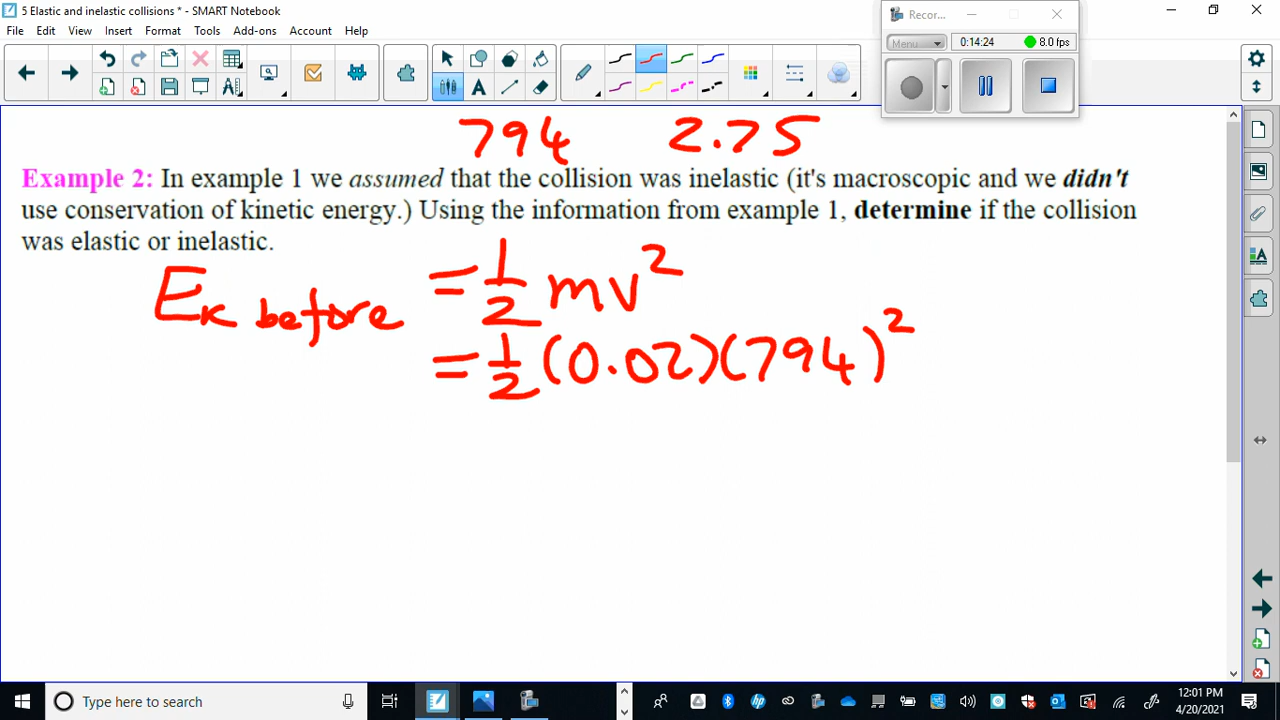 5 Elastic and inelastic collisions * - SMART Notebook
File Edit View Insert Format Tools Add-ons Account Help
Recor...
Menu 0:14:24 8.0 fps
794 2.75
Example 2: In example 1 we assumed that the collision was inelastic (it's macroscopic and we didn't
use conservation of kinetic energy.) Using the information from example 1, determine if the collision
was elastic or inelastic.
Eₖ before = 1/2 mv²
= 1/2 (0.02)(794)²
Type here to search
12:01 PM
4/20/2021